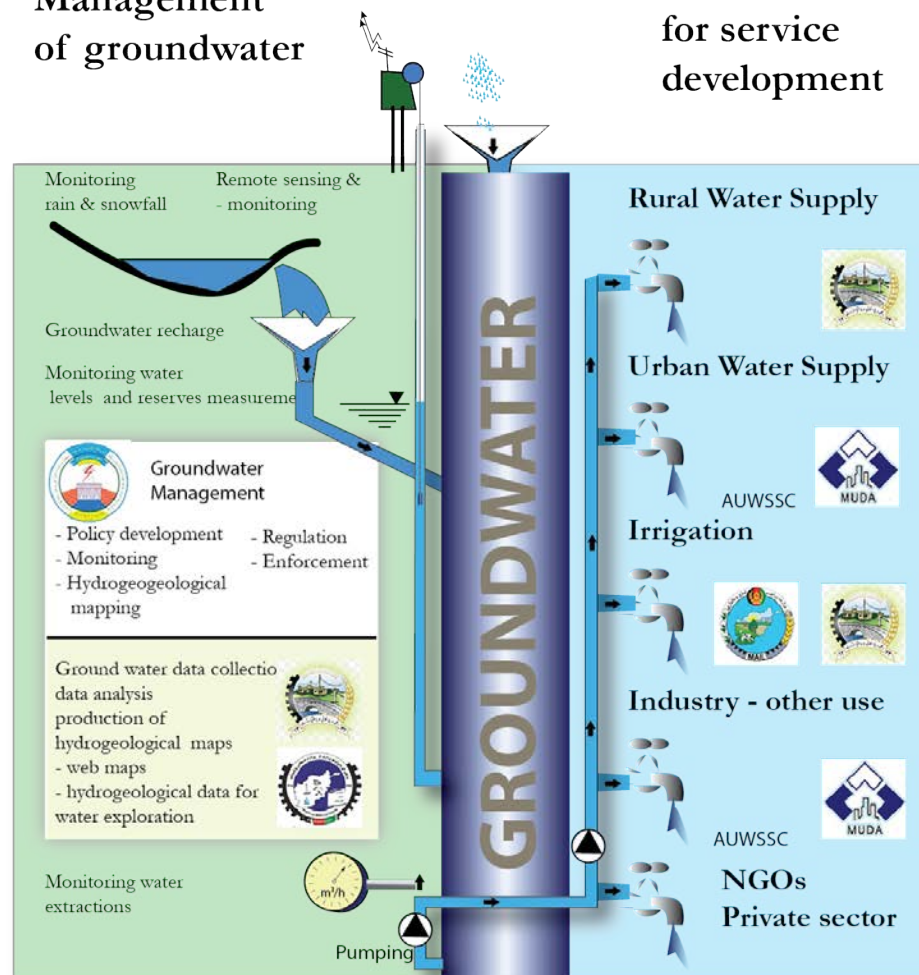 Management
of groundwater
for service
development
Monitoring
rain & snowfall
Remote sensing &
- monitoring
Groundwater recharge
Monitoring water
levels and reserves measureme
Groundwater
Management
- Policy development
- Monitoring
- Hydrogeogeological
mapping
- Regulation
- Enforcement
Ground water data collectio
data analysis
production of
hydrogeological maps
- web maps
- hydrogeological data for
water exploration
Monitoring water
extractions
m³/h
Pumping
GROUNDWATER
Rural Water Supply
Urban Water Supply
AUWSSC
MUDA
Irrigation
MAIL
Industry - other use
AUWSSC
MUDA
NGOs
Private sector